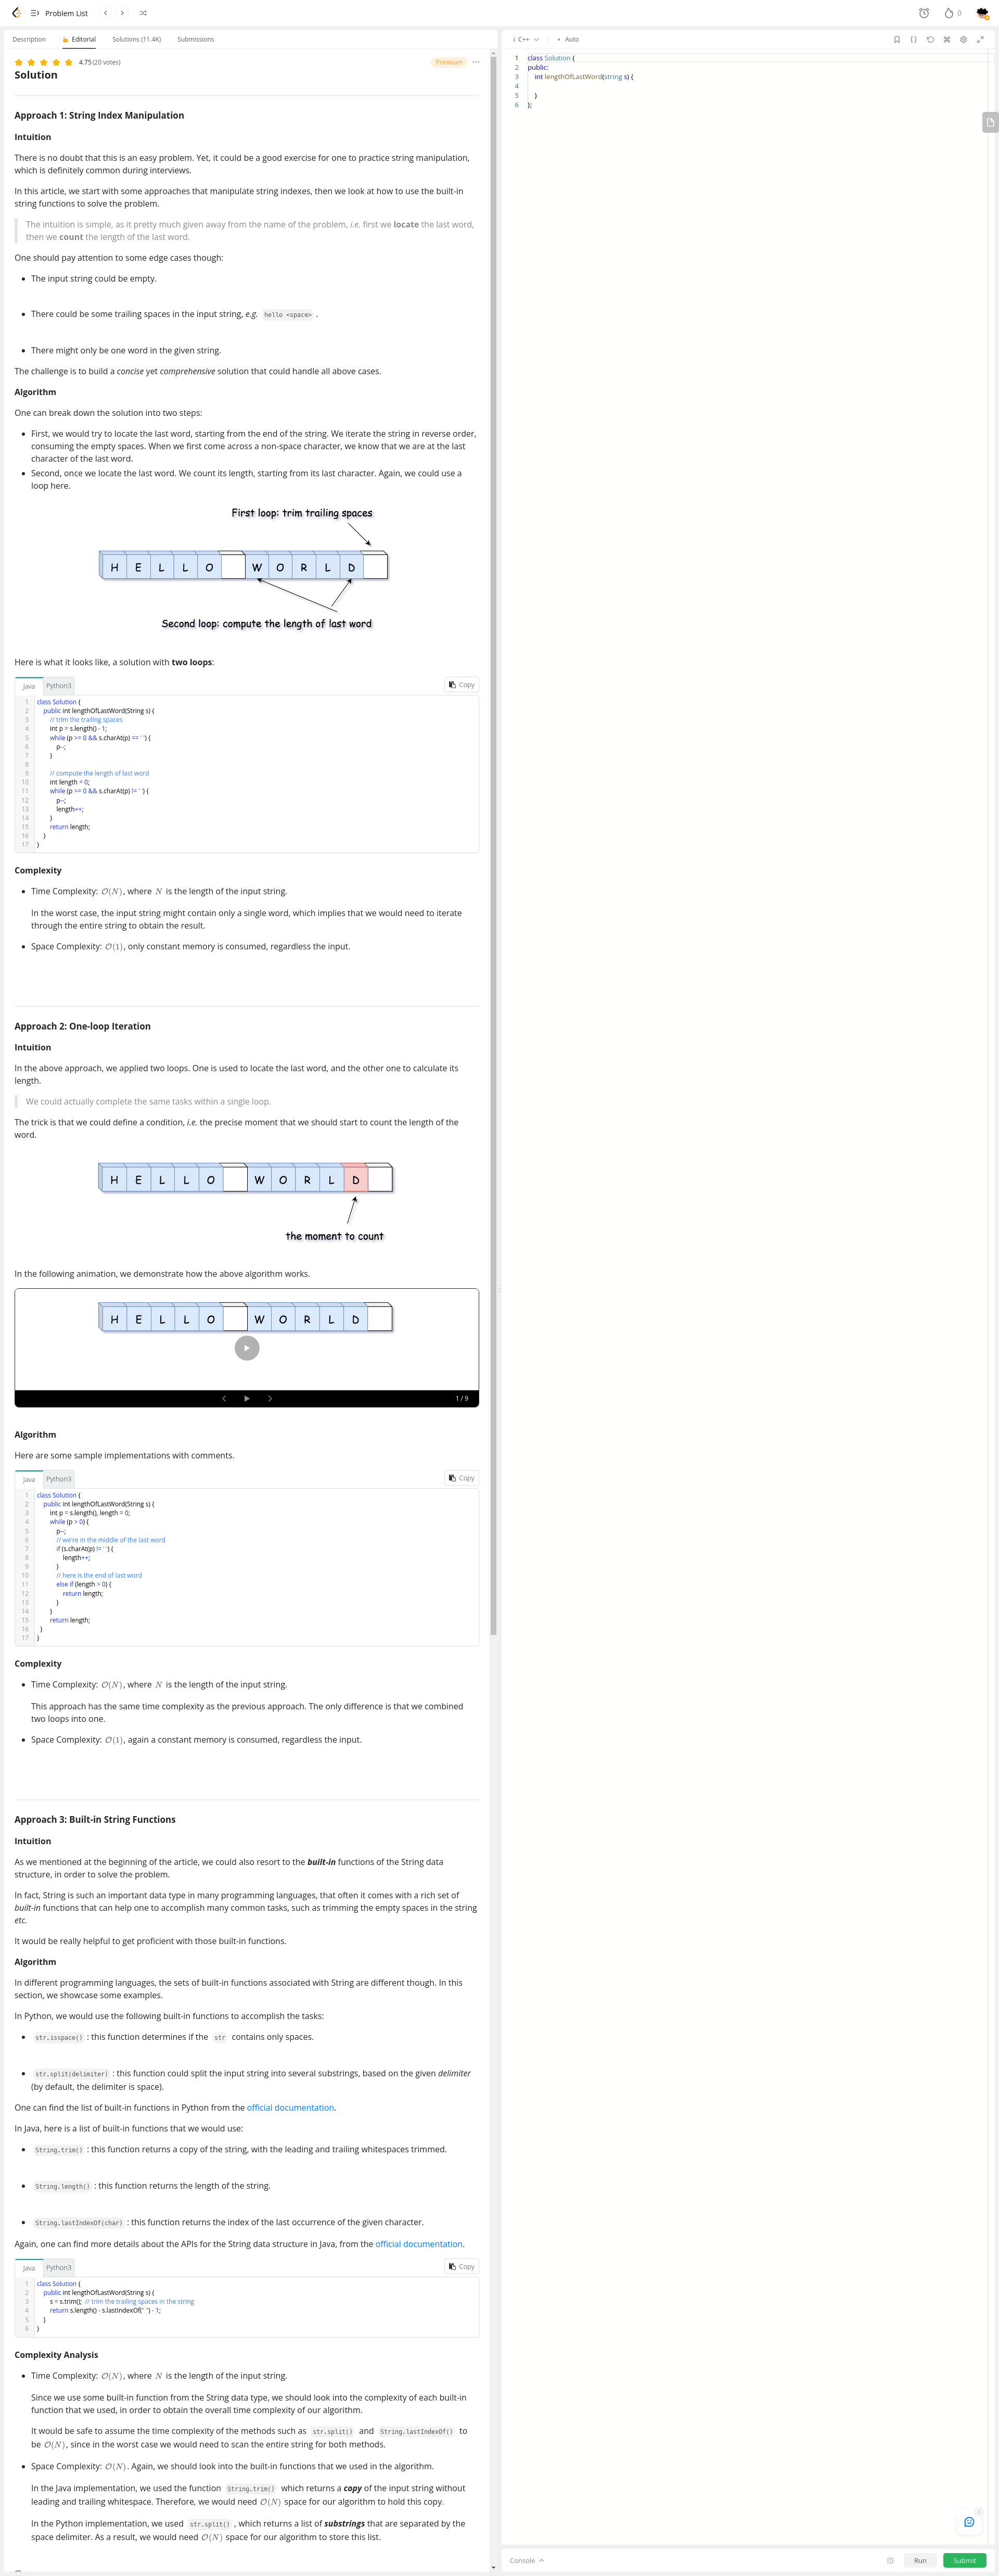 Problem List
0
Description
Editorial
Solutions (11.4K)
Submissions
4.75 (20 votes)
Premium
Solution
Approach 1: String Index Manipulation
Intuition
There is no doubt that this is an easy problem. Yet, it could be a good exercise for one to practice string manipulation,
which is definitely common during interviews.
In this article, we start with some approaches that manipulate string indexes, then we look at how to use the built-in
string functions to solve the problem.
The intuition is simple, as it pretty much given away from the name of the problem, i.e. first we locate the last word,
then we count the length of the last word.
One should pay attention to some edge cases though:
• The input string could be empty.
• There could be some trailing spaces in the input string, e.g. hello <space> .
• There might only be one word in the given string.
The challenge is to build a concise yet comprehensive solution that could handle all above cases.
Algorithm
One can break down the solution into two steps:
• First, we would try to locate the last word, starting from the end of the string. We iterate the string in reverse order,
consuming the empty spaces. When we first come across a non-space character, we know that we are at the last
character of the last word.
• Second, once we locate the last word. We count its length, starting from its last character. Again, we could use a
loop here.
First loop: trim trailing spaces
H E L L O W O R L D
Second loop: compute the length of last word
Here is what it looks like, a solution with two loops:
Java
Python3
Copy
1 class Solution {
2 public int lengthOfLastWord(String s) {
3 // trim the trailing spaces
4 int p = s.length() - 1;
5 while (p >= 0 && s.charAt(p) == ' ') {
6 p--;
7 }
8
9 // compute the length of last word
10 int length = 0;
11 while (p >= 0 && s.charAt(p) != ' ') {
12 p--;
13 length++;
14 }
15 return length;
16 }
17 }
Complexity
• Time Complexity: O(N), where N is the length of the input string.
In the worst case, the input string might contain only a single word, which implies that we would need to iterate
through the entire string to obtain the result.
• Space Complexity: O(1), only constant memory is consumed, regardless the input.
Approach 2: One-loop Iteration
Intuition
In the above approach, we applied two loops. One is used to locate the last word, and the other one to calculate its
length.
We could actually complete the same tasks within a single loop.
The trick is that we could define a condition, i.e. the precise moment that we should start to count the length of the
word.
H E L L O W O R L D
the moment to count
In the following animation, we demonstrate how the above algorithm works.
H E L L O W O R L D
1 / 9
Algorithm
Here are some sample implementations with comments.
Java
Python3
Copy
1 class Solution {
2 public int lengthOfLastWord(String s) {
3 int p = s.length(), length = 0;
4 while (p > 0) {
5 p--;
6 // we're in the middle of the last word
7 if (s.charAt(p) != ' ') {
8 length++;
9 }
10 // here is the end of last word
11 else if (length > 0) {
12 return length;
13 }
14 }
15 return length;
16 }
17 }
Complexity
• Time Complexity: O(N), where N is the length of the input string.
This approach has the same time complexity as the previous approach. The only difference is that we combined
two loops into one.
• Space Complexity: O(1), again a constant memory is consumed, regardless the input.
Approach 3: Built-in String Functions
Intuition
As we mentioned at the beginning of the article, we could also resort to the built-in functions of the String data
structure, in order to solve the problem.
In fact, String is such an important data type in many programming languages, that often it comes with a rich set of
built-in functions that can help one to accomplish many common tasks, such as trimming the empty spaces in the string
etc.
It would be really helpful to get proficient with those built-in functions.
Algorithm
In different programming languages, the sets of built-in functions associated with String are different though. In this
section, we showcase some examples.
In Python, we would use the following built-in functions to accomplish the tasks:
• str.isspace() : this function determines if the str contains only spaces.
• str.split(delimiter) : this function could split the input string into several substrings, based on the given delimiter
(by default, the delimiter is space).
One can find the list of built-in functions in Python from the official documentation.
In Java, here is a list of built-in functions that we would use:
• String.trim() : this function returns a copy of the string, with the leading and trailing whitespaces trimmed.
• String.length() : this function returns the length of the string.
• String.lastIndexOf(char) : this function returns the index of the last occurrence of the given character.
Again, one can find more details about the APIs for the String data structure in Java, from the official documentation.
Java
Python3
Copy
1 class Solution {
2 public int lengthOfLastWord(String s) {
3 s = s.trim(); // trim the trailing spaces in the string
4 return s.length() - s.lastIndexOf(" ") - 1;
5 }
6 }
Complexity Analysis
• Time Complexity: O(N), where N is the length of the input string.
Since we use some built-in function from the String data type, we should look into the complexity of each built-in
function that we used, in order to obtain the overall time complexity of our algorithm.
It would be safe to assume the time complexity of the methods such as str.split() and String.lastIndexOf() to
be O(N), since in the worst case we would need to scan the entire string for both methods.
• Space Complexity: O(N). Again, we should look into the built-in functions that we used in the algorithm.
In the Java implementation, we used the function String.trim() which returns a copy of the input string without
leading and trailing whitespace. Therefore, we would need O(N) space for our algorithm to hold this copy.
In the Python implementation, we used str.split() , which returns a list of substrings that are separated by the
space delimiter. As a result, we would need O(N) space for our algorithm to store this list.
i C++
• Auto
1 class Solution {
2 public:
3 int lengthOfLastWord(string s) {
4
5 }
6 };
Console
Run
Submit